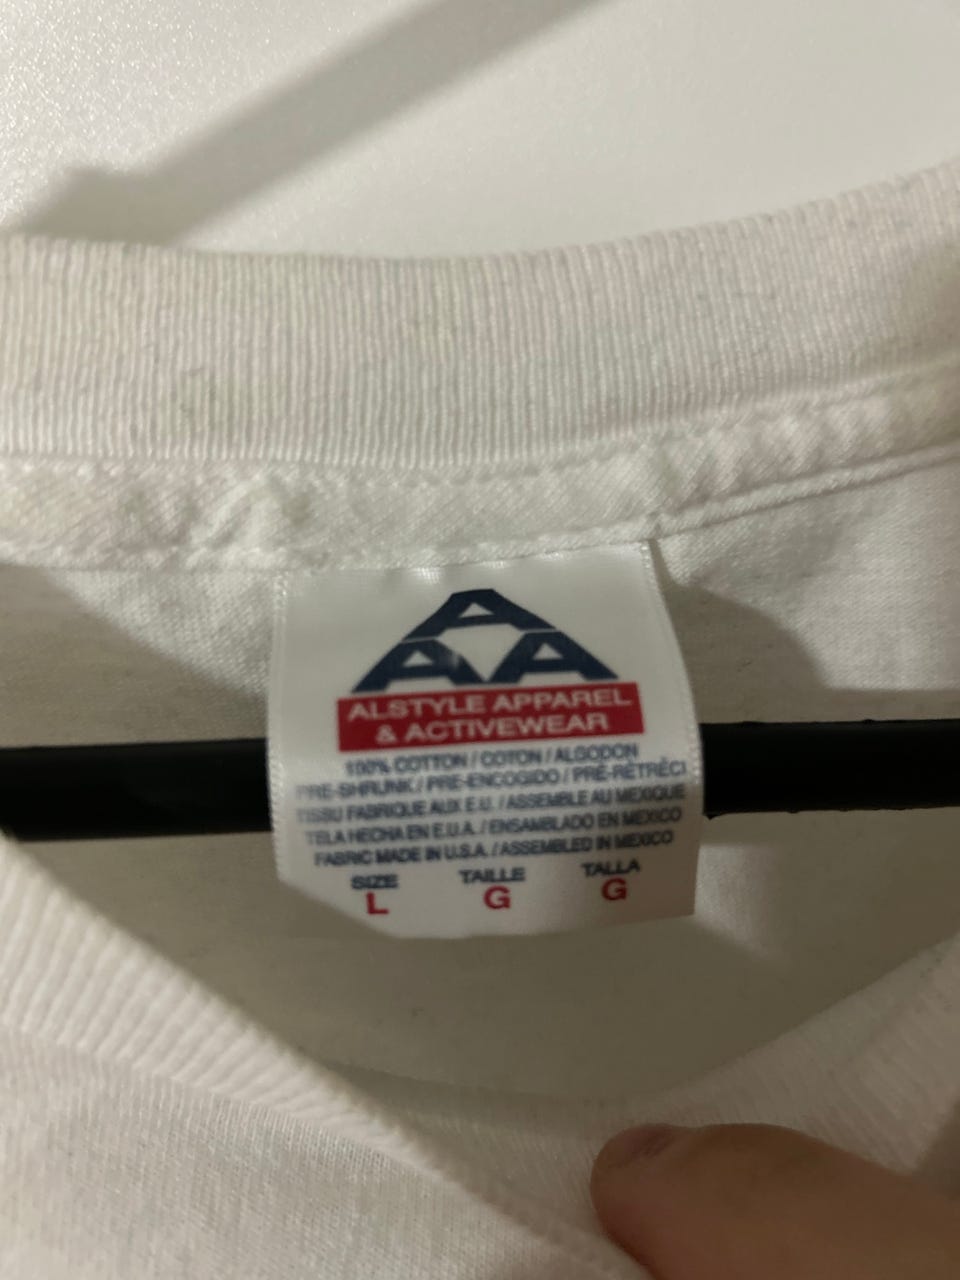 A
A A
ALSTYLE APPAREL
& ACTIVEWEAR
100% COTTON / COTON / ALGODON
PRE-SHRUNK / PRE-ENCOGIDO / PRÉ-RÉTRÉCI
TISSU FABRIQUE AUX E.U. / ASSEMBLE AU MEXIQUE
TELA HECHA EN E.U.A. / ENSAMBLADO EN MEXICO
FABRIC MADE IN U.S.A. / ASSEMBLED IN MEXICO
SIZE TAILLE TALLA
L G G